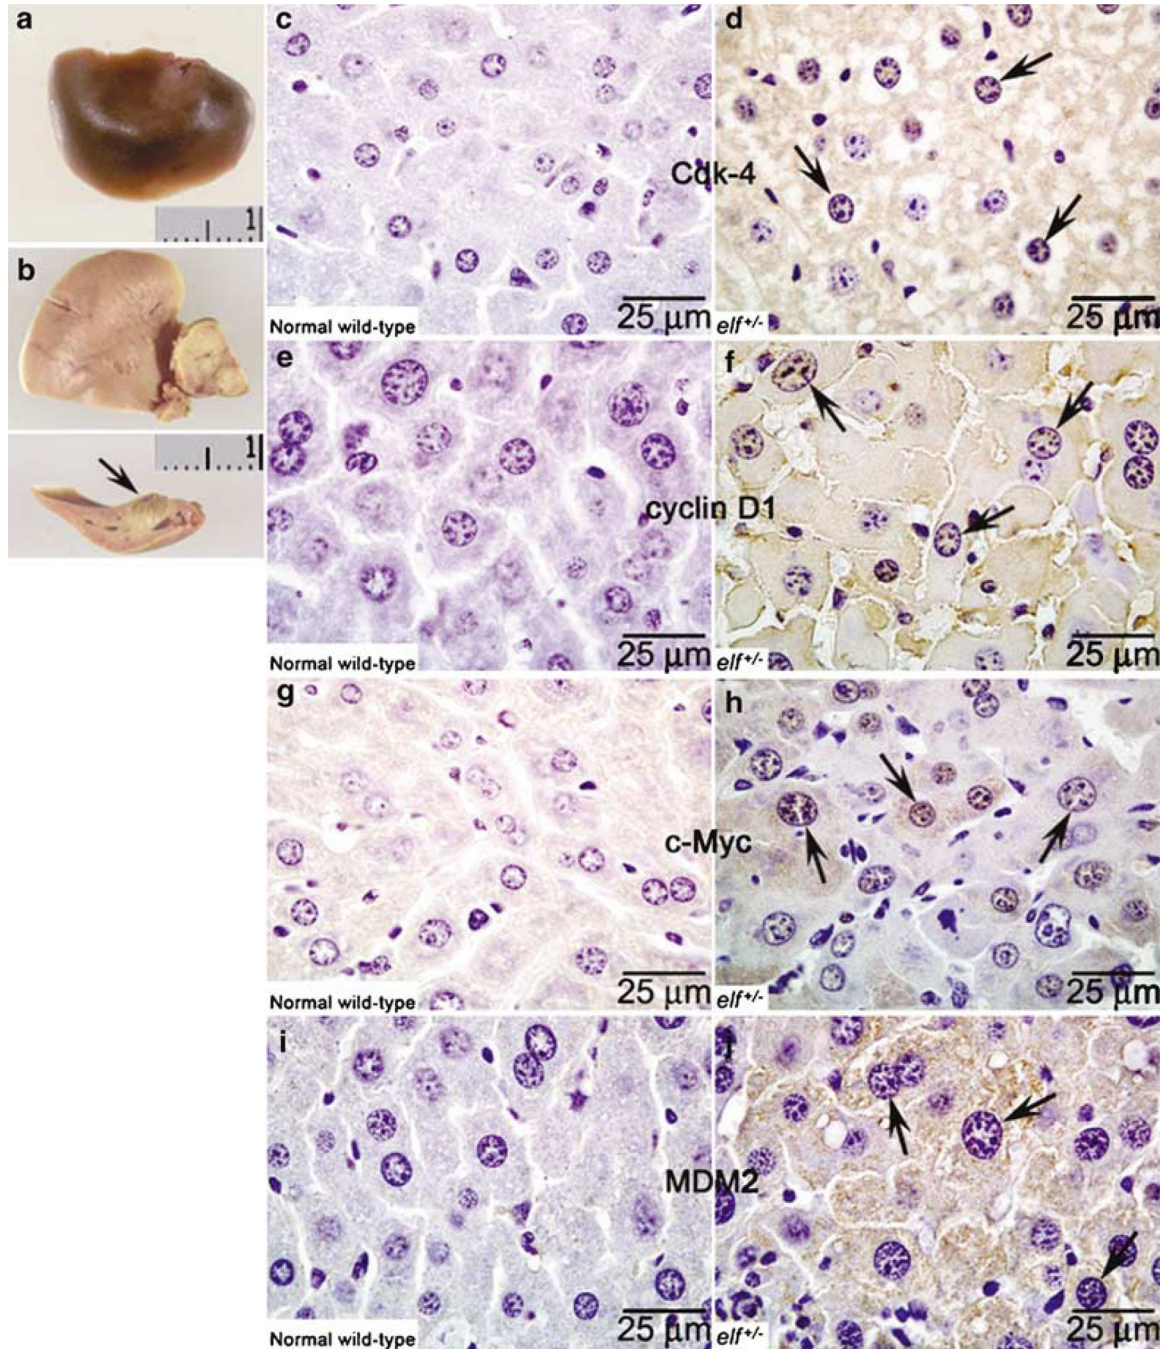 a
1
b
1
c
Normal wild-type
25 µm
d
Cdk-4
elf+/-
25 µm
e
Normal wild-type
25 µm
f
cyclin D1
elf+/-
25 µm
g
Normal wild-type
25 µm
h
c-Myc
elf+/-
25 µm
i
Normal wild-type
25 µm
j
MDM2
elf+/-
25 µm